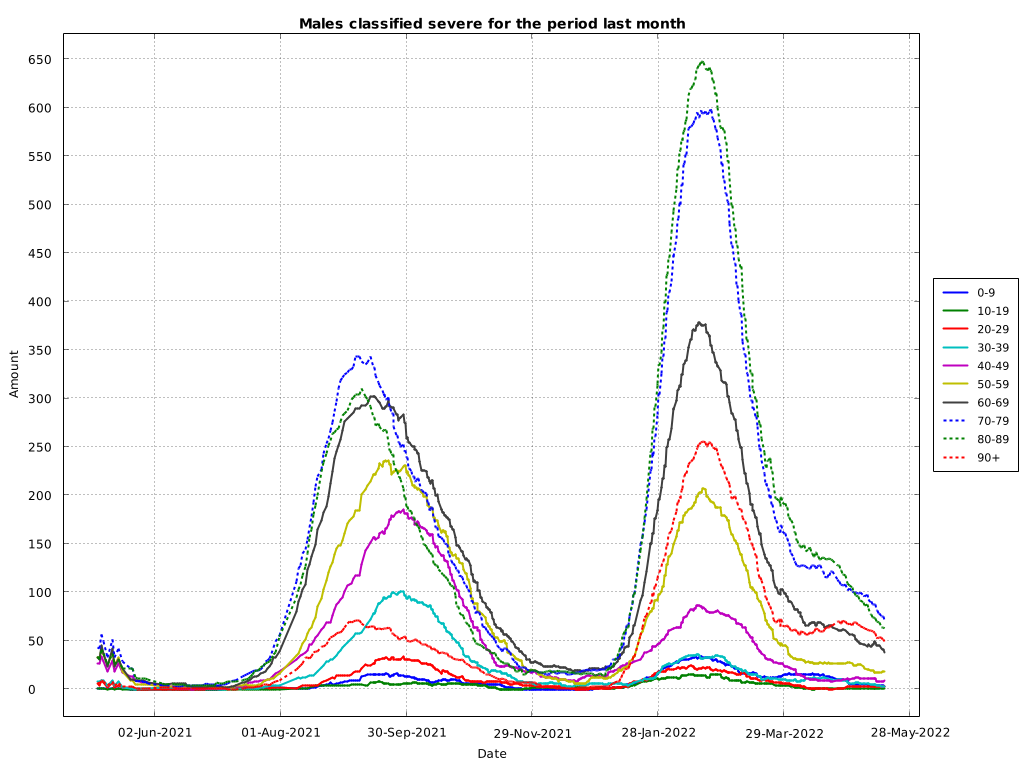 Males classified severe for the period last month
650
600
550
500
450
400
350
300
250
200
150
100
50
0
Amount
02-Jun-2021
01-Aug-2021
30-Sep-2021
29-Nov-2021
28-Jan-2022
29-Mar-2022
28-May-2022
Date
0-9
10-19
20-29
30-39
40-49
50-59
60-69
70-79
80-89
90+